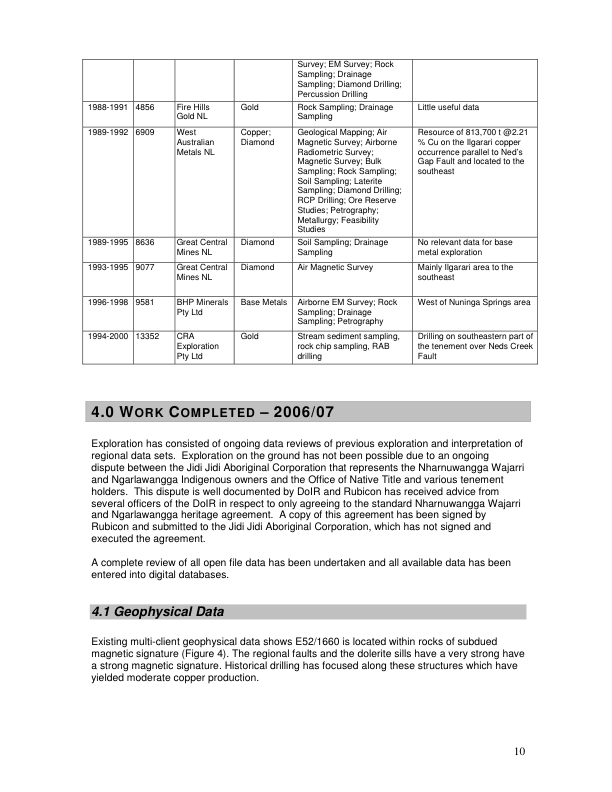 Survey; EM Survey; Rock
Sampling; Drainage
Sampling; Diamond Drilling;
Percussion Drilling
1988-1991 4856 Fire Hills Gold Rock Sampling; Drainage Little useful data
Gold NL Sampling
1989-1992 6909 West Copper; Geological Mapping; Air Resource of 813,700 t @2.21
Australian Diamond Magnetic Survey; Airborne % Cu on the Ilgarari copper
Metals NL Radiometric Survey; occurrence parallel to Ned's
Magnetic Survey; Bulk Gap Fault and located to the
Sampling; Rock Sampling; southeast
Soil Sampling; Laterite
Sampling; Diamond Drilling;
RCP Drilling; Ore Reserve
Studies; Petrography;
Metallurgy; Feasibility
Studies
1989-1995 8636 Great Central Diamond Soil Sampling; Drainage No relevant data for base
Mines NL Sampling metal exploration
1993-1995 9077 Great Central Diamond Air Magnetic Survey Mainly Ilgarari area to the
Mines NL southeast
1996-1998 9581 BHP Minerals Base Metals Airborne EM Survey; Rock West of Nuninga Springs area
Pty Ltd Sampling; Drainage
Sampling; Petrography
1994-2000 13352 CRA Gold Stream sediment sampling, Drilling on southeastern part of
Exploration rock chip sampling, RAB the tenement over Neds Creek
Pty Ltd drilling Fault
4.0 WORK COMPLETED – 2006/07
Exploration has consisted of ongoing data reviews of previous exploration and interpretation of
regional data sets.  Exploration on the ground has not been possible due to an ongoing
dispute between the Jidi Jidi Aboriginal Corporation that represents the Nharnuwangga Wajarri
and Ngarlawangga Indigenous owners and the Office of Native Title and various tenement
holders.  This dispute is well documented by DoIR and Rubicon has received advice from
several officers of the DoIR in respect to only agreeing to the standard Nharnuwangga Wajarri
and Ngarlawangga heritage agreement.  A copy of this agreement has been signed by
Rubicon and submitted to the Jidi Jidi Aboriginal Corporation, which has not signed and
executed the agreement.
A complete review of all open file data has been undertaken and all available data has been
entered into digital databases.
4.1 Geophysical Data
Existing multi-client geophysical data shows E52/1660 is located within rocks of subdued
magnetic signature (Figure 4). The regional faults and the dolerite sills have a very strong have
a strong magnetic signature. Historical drilling has focused along these structures which have
yielded moderate copper production.
10